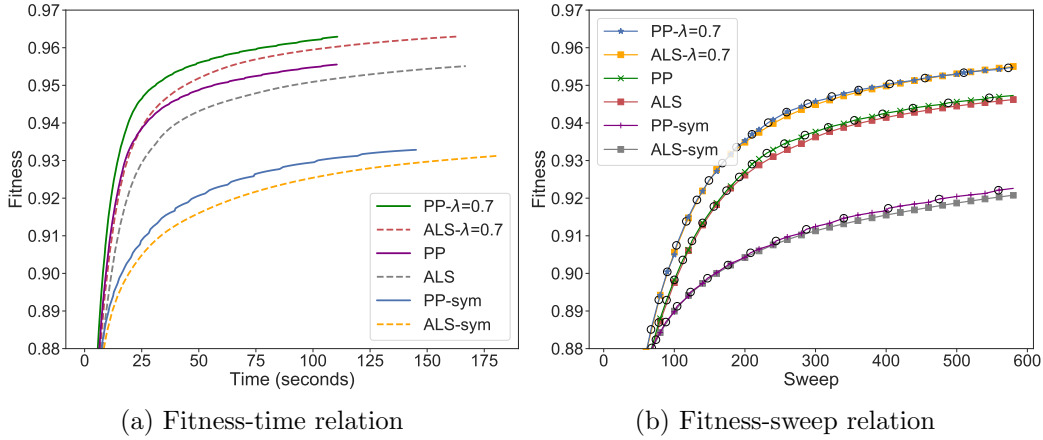 0.97
0.96
0.95
0.94
0.93
0.92
0.91
0.90
0.89
0.88
Fitness
0 25 50 75 100 125 150 175
Time (seconds)
PP-λ=0.7
ALS-λ=0.7
PP
ALS
PP-sym
ALS-sym
(a) Fitness-time relation
0.97
0.96
0.95
0.94
0.93
0.92
0.91
0.90
0.89
0.88
Fitness
0 100 200 300 400 500 600
Sweep
PP-λ=0.7
ALS-λ=0.7
PP
ALS
PP-sym
ALS-sym
(b) Fitness-sweep relation